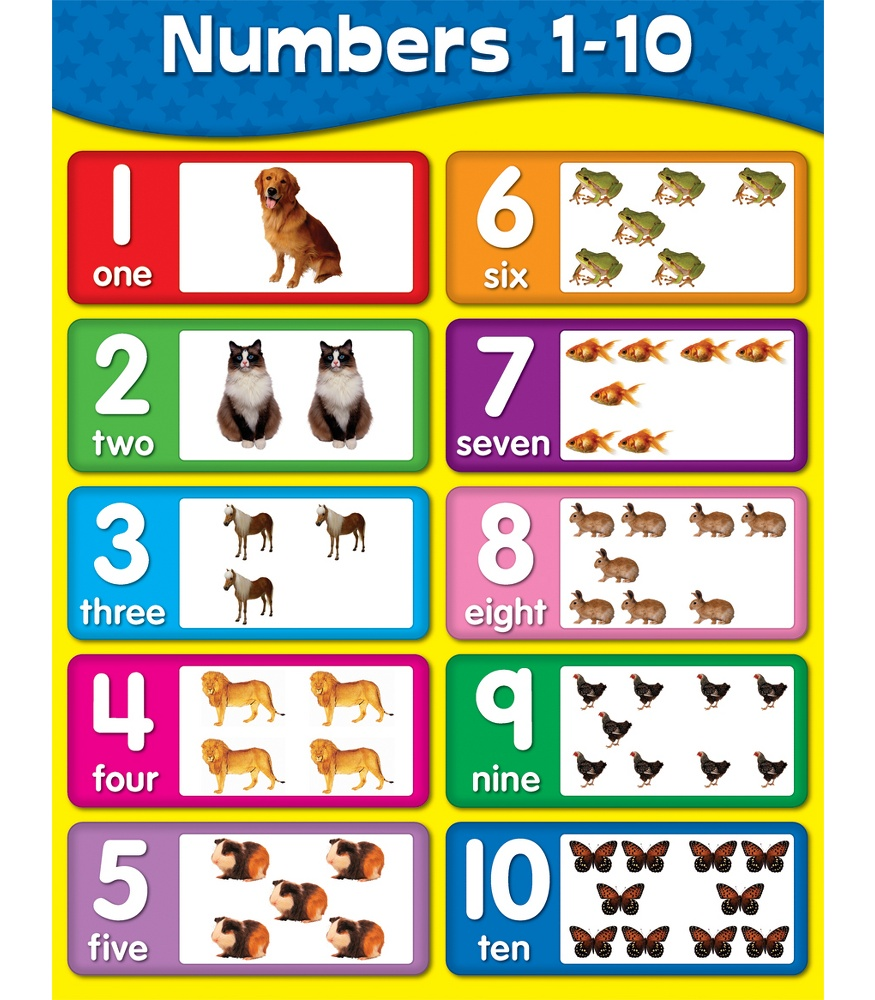 Numbers 1-10
1
one
2
two
3
three
4
four
5
five
6
six
7
seven
8
eight
9
nine
10
ten